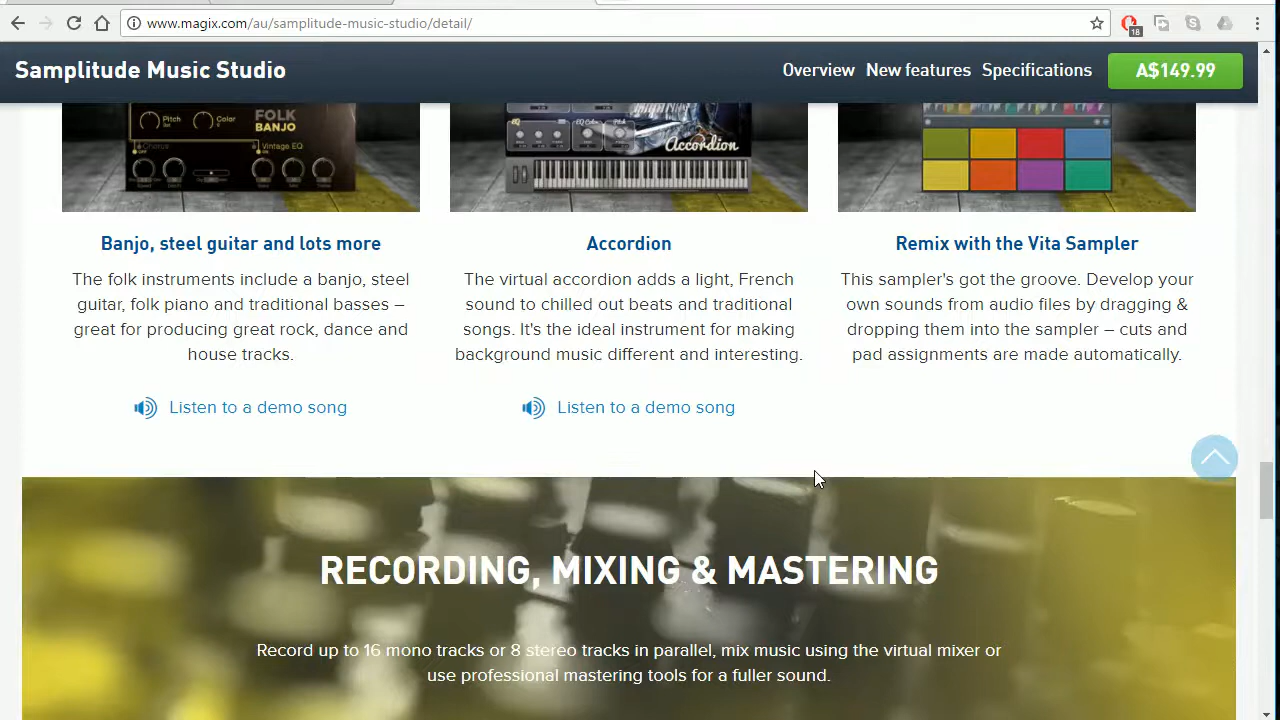 www.magix.com/au/samplitude-music-studio/detail/
18
Samplitude Music Studio
Overview New features Specifications A$149.99
Pitch Color FOLK BANJO
Chorus Vintage EQ
Accordion
Banjo, steel guitar and lots more
The folk instruments include a banjo, steel
guitar, folk piano and traditional basses –
great for producing great rock, dance and
house tracks.
Listen to a demo song
Accordion
The virtual accordion adds a light, French
sound to chilled out beats and traditional
songs. It's the ideal instrument for making
background music different and interesting.
Listen to a demo song
Remix with the Vita Sampler
This sampler's got the groove. Develop your
own sounds from audio files by dragging &
dropping them into the sampler – cuts and
pad assignments are made automatically.
RECORDING, MIXING & MASTERING
Record up to 16 mono tracks or 8 stereo tracks in parallel, mix music using the virtual mixer or
use professional mastering tools for a fuller sound.